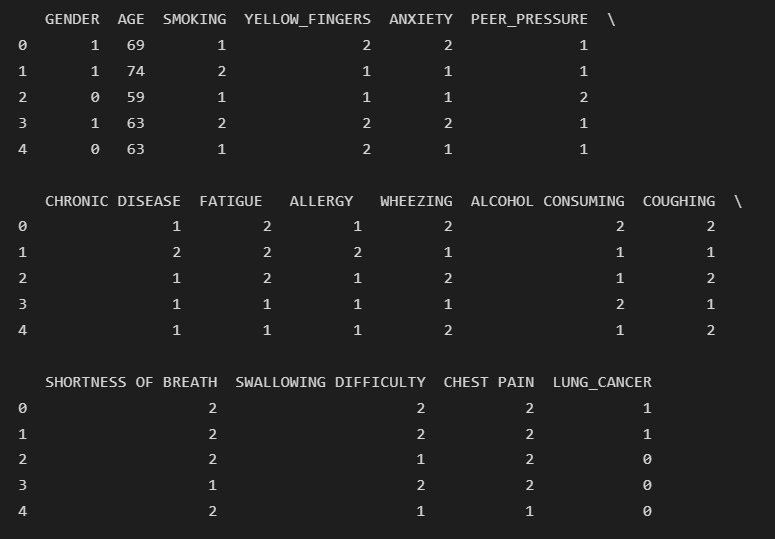 GENDER  AGE  SMOKING  YELLOW_FINGERS  ANXIETY  PEER_PRESSURE  \
0       1   69        1               2        2              1
1       1   74        2               1        1              1
2       0   59        1               1        1              2
3       1   63        2               2        2              1
4       0   63        1               2        1              1

   CHRONIC DISEASE  FATIGUE   ALLERGY   WHEEZING  ALCOHOL CONSUMING  COUGHING  \
0                1         2         1         2                  2         2
1                2         2         2         1                  1         1
2                1         2         1         2                  1         2
3                1         1         1         1                  2         1
4                1         1         1         2                  1         2

   SHORTNESS OF BREATH  SWALLOWING DIFFICULTY  CHEST PAIN  LUNG_CANCER
0                    2                      2           2            1
1                    2                      2           2            1
2                    2                      1           2            0
3                    1                      2           2            0
4                    2                      1           1            0